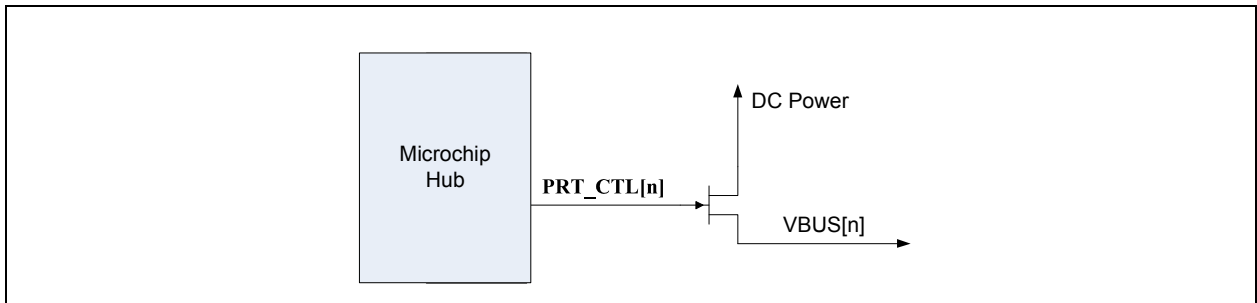 DC Power
Microchip
Hub
PRT_CTL[n]
VBUS[n]